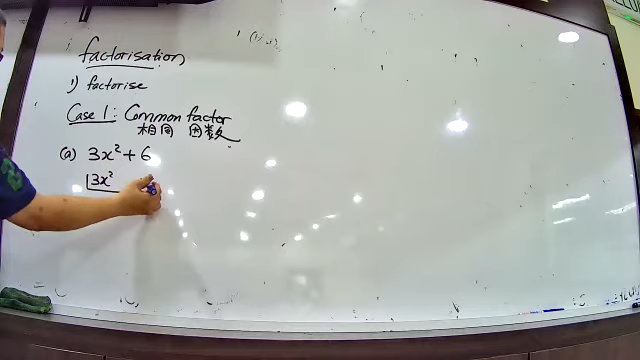 factorisation
1) factorise
Case 1: Common factor
相同 因数
(a) 3x² + 6
3x²